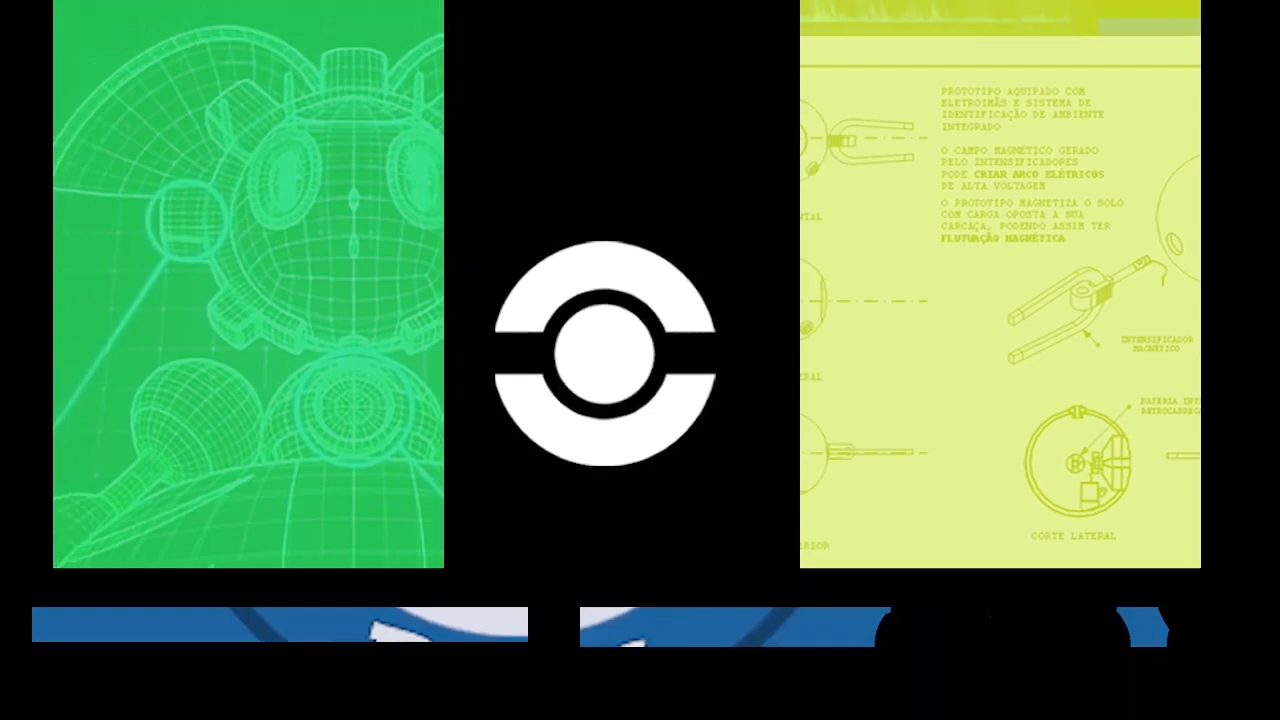 PROTOTIPO AQUIPADO COM
ELETROIMÃS E SISTEMA DE
IDENTIFICAÇÃO DE AMBIENTE
INTEGRADO
O CAMPO MAGNÉTICO GERADO
PELO INTENSIFICADORES
PODE CRIAR ARCO ELÉTRICOS
DE ALTA VOLTAGEM
O PROTOTIPO MAGNETIZA O SOLO
COM CARGA OPOSTA A SUA
CARCAÇA, PODENDO ASSIM TER
FLUTUAÇÃO MAGNÉTICA
INTENSIFICADOR
MAGNÉTICO
BATERIA
CORTE LATERAL